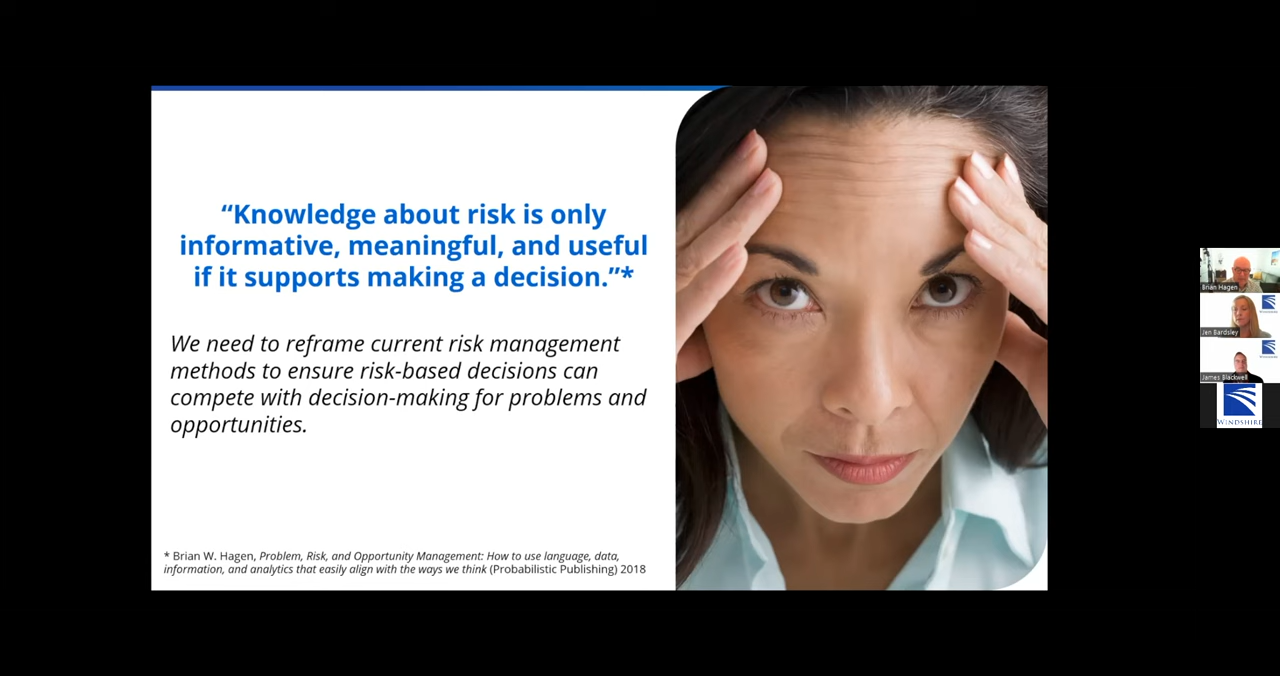 “Knowledge about risk is only
informative, meaningful, and useful
if it supports making a decision.”*
We need to reframe current risk management
methods to ensure risk-based decisions can
compete with decision-making for problems and
opportunities.
* Brian W. Hagen, Problem, Risk, and Opportunity Management: How to use language, data,
information, and analytics that easily align with the ways we think (Probabilistic Publishing) 2018
Brian Hagen
Jen Bardsley
James Blackwell
WINDSHIRE